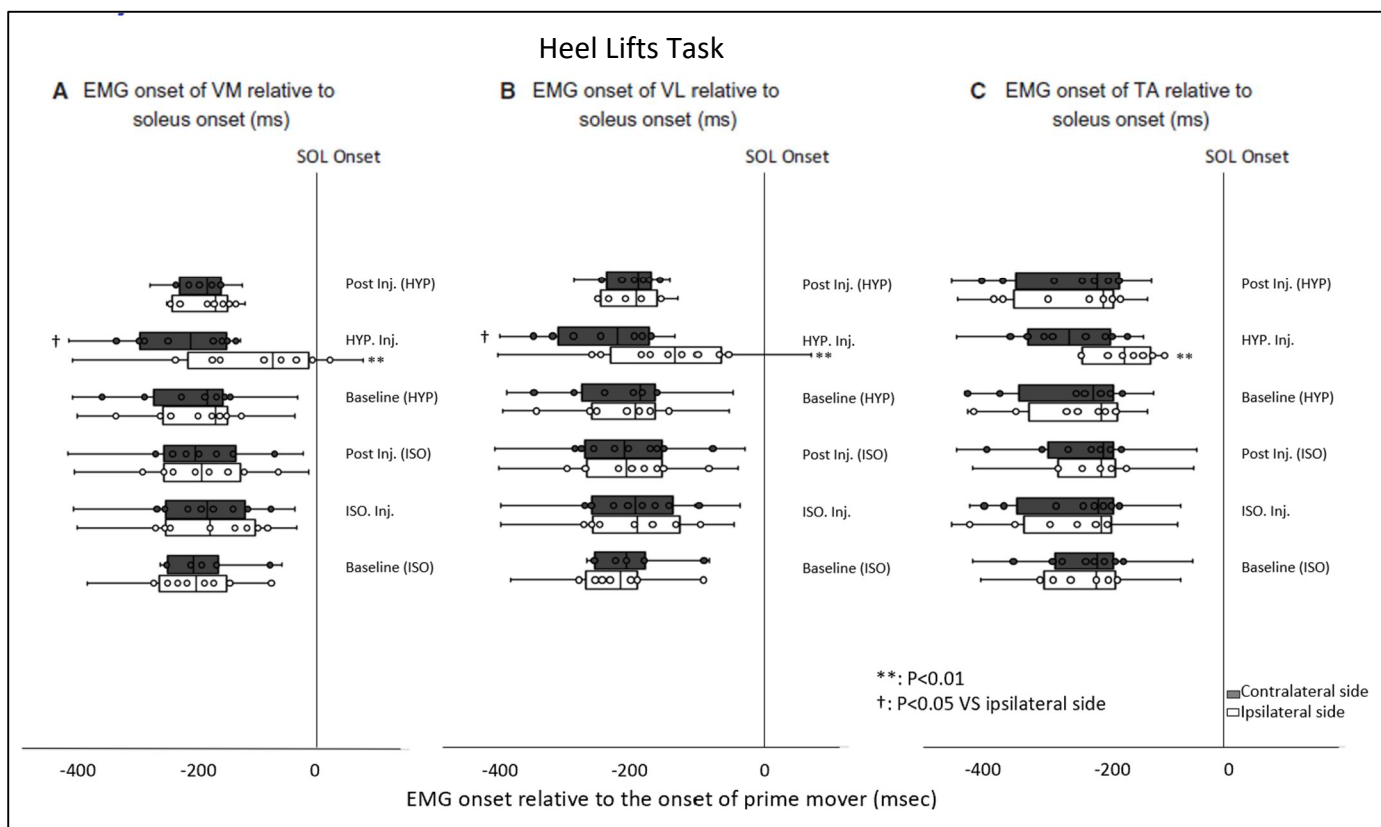 Heel Lifts Task
A EMG onset of VM relative to
soleus onset (ms)
SOL Onset
Post Inj. (HYP)
†
HYP. Inj.
**
Baseline (HYP)
Post Inj. (ISO)
ISO. Inj.
Baseline (ISO)
-400 -200 0
B EMG onset of VL relative to
soleus onset (ms)
SOL Onset
Post Inj. (HYP)
†
HYP. Inj.
**
Baseline (HYP)
Post Inj. (ISO)
ISO. Inj.
Baseline (ISO)
-400 -200 0
C EMG onset of TA relative to
soleus onset (ms)
SOL Onset
Post Inj. (HYP)
HYP. Inj.
**
Baseline (HYP)
Post Inj. (ISO)
ISO. Inj.
Baseline (ISO)
**: P<0.01
†: P<0.05 VS ipsilateral side
Contralateral side
Ipsilateral side
-400 -200 0
EMG onset relative to the onset of prime mover (msec)